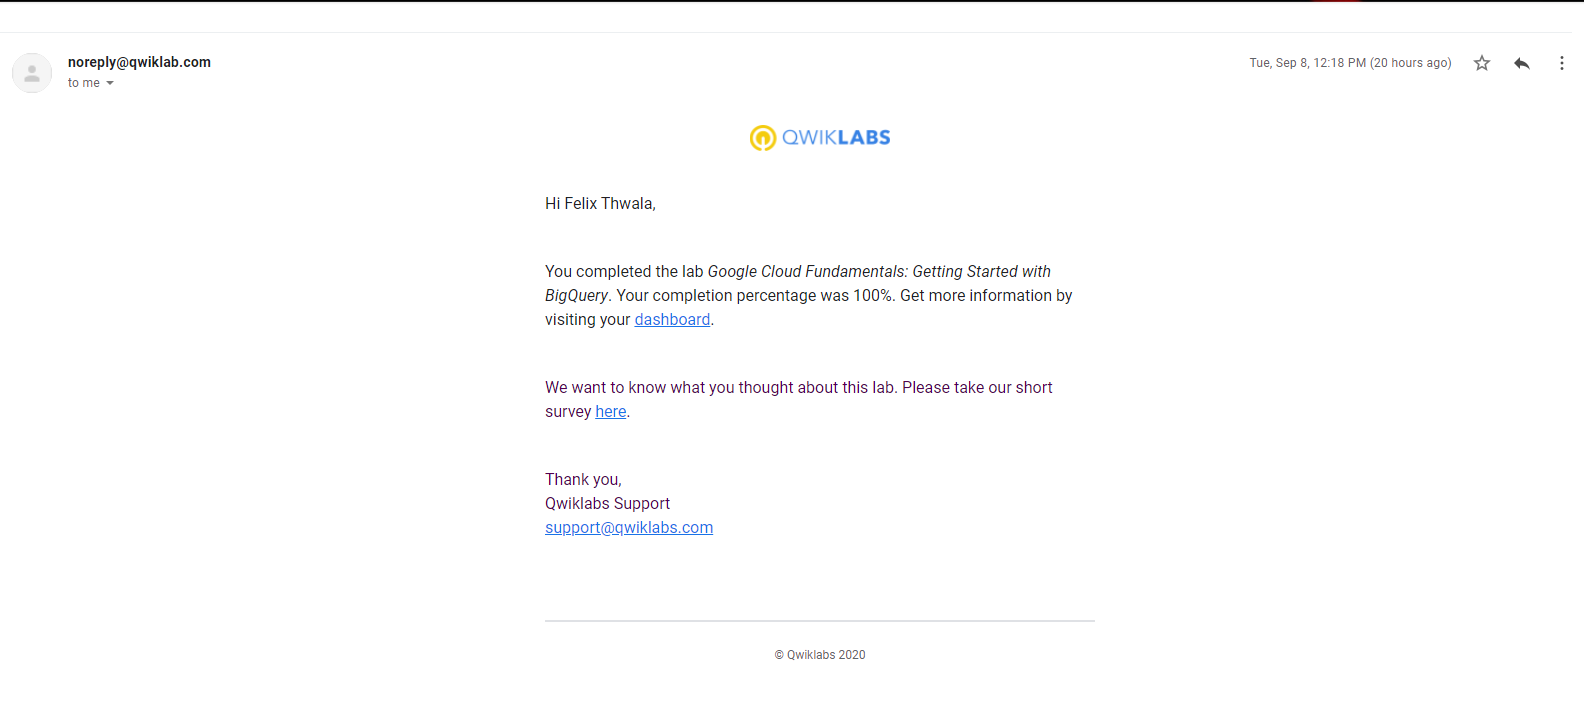 noreply@qwiklab.com
Tue, Sep 8, 12:18 PM (20 hours ago)
to me
QWIKLABS
Hi Felix Thwala,
You completed the lab Google Cloud Fundamentals: Getting Started with
BigQuery. Your completion percentage was 100%. Get more information by
visiting your dashboard.
We want to know what you thought about this lab. Please take our short
survey here.
Thank you,
Qwiklabs Support
support@qwiklabs.com
© Qwiklabs 2020